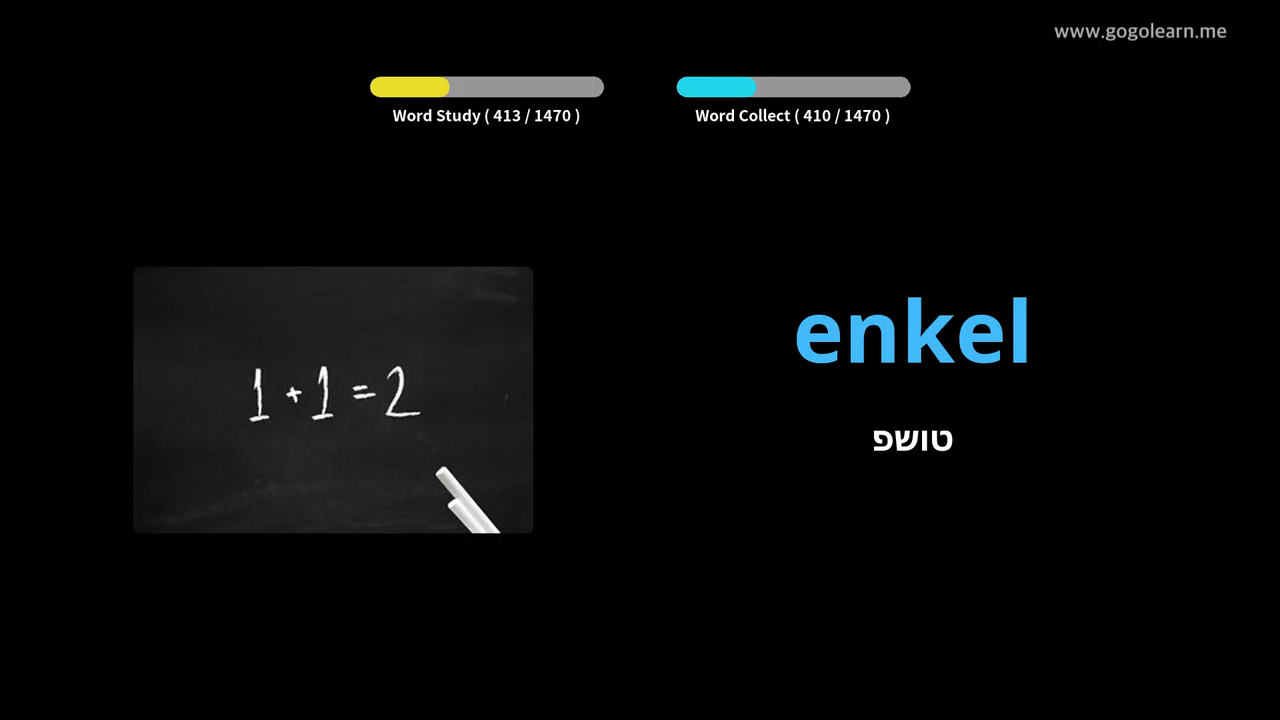 www.gogolearn.me
Word Study ( 413 / 1470 )
Word Collect ( 410 / 1470 )
1 + 1 = 2
enkel
טושפ